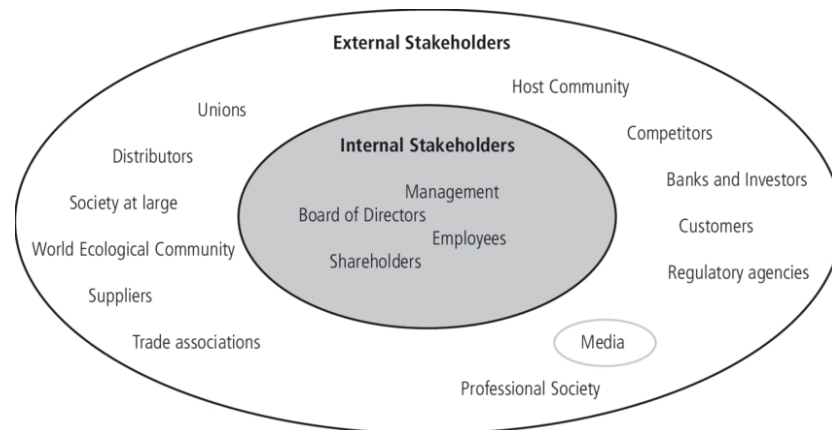 External Stakeholders
Host Community
Unions
Competitors
Internal Stakeholders
Distributors
Banks and Investors
Management
Society at large
Board of Directors
Customers
Employees
World Ecological Community
Shareholders
Regulatory agencies
Suppliers
Trade associations
Media
Professional Society